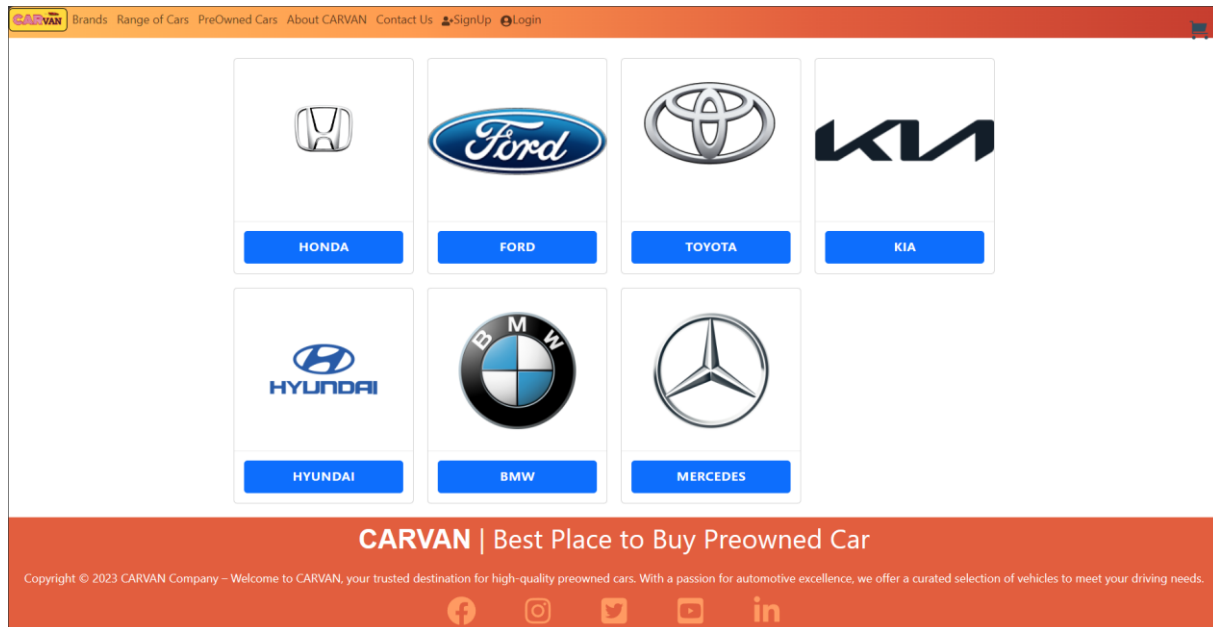 CARVAN Brands Range of Cars PreOwned Cars About CARVAN Contact Us SignUp Login
Ford
KIA
HONDA
FORD
TOYOTA
KIA
HYUNDAI
BMW
HYUNDAI
BMW
MERCEDES
CARVAN | Best Place to Buy Preowned Car
Copyright © 2023 CARVAN Company – Welcome to CARVAN, your trusted destination for high-quality preowned cars. With a passion for automotive excellence, we offer a curated selection of vehicles to meet your driving needs.
in